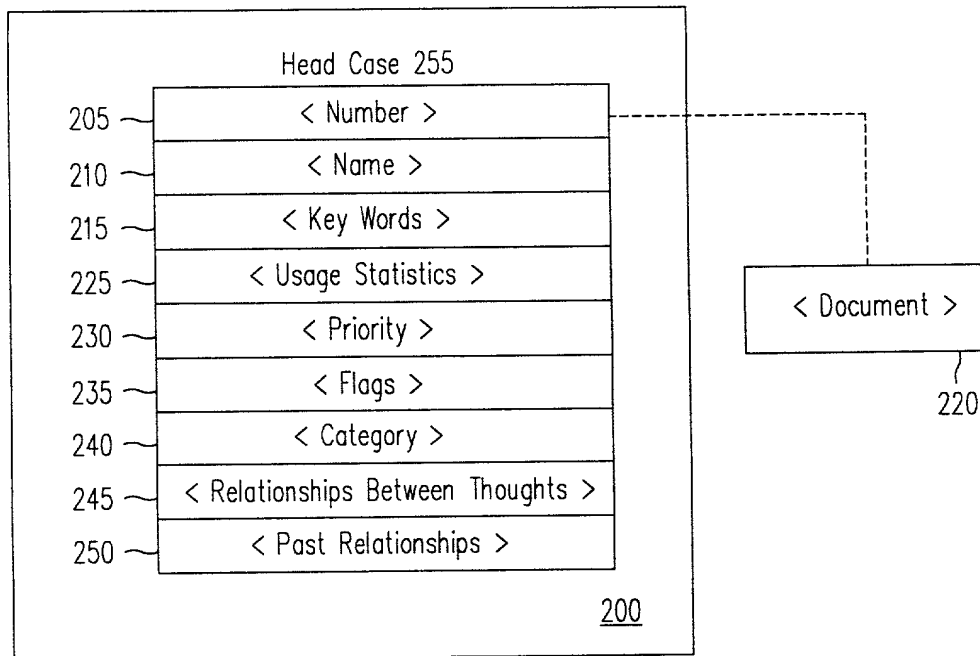 Head Case 255
205 < Number >
210 < Name >
215 < Key Words >
225 < Usage Statistics >
230 < Priority >
235 < Flags >
240 < Category >
245 < Relationships Between Thoughts >
250 < Past Relationships >
200
< Document >
220